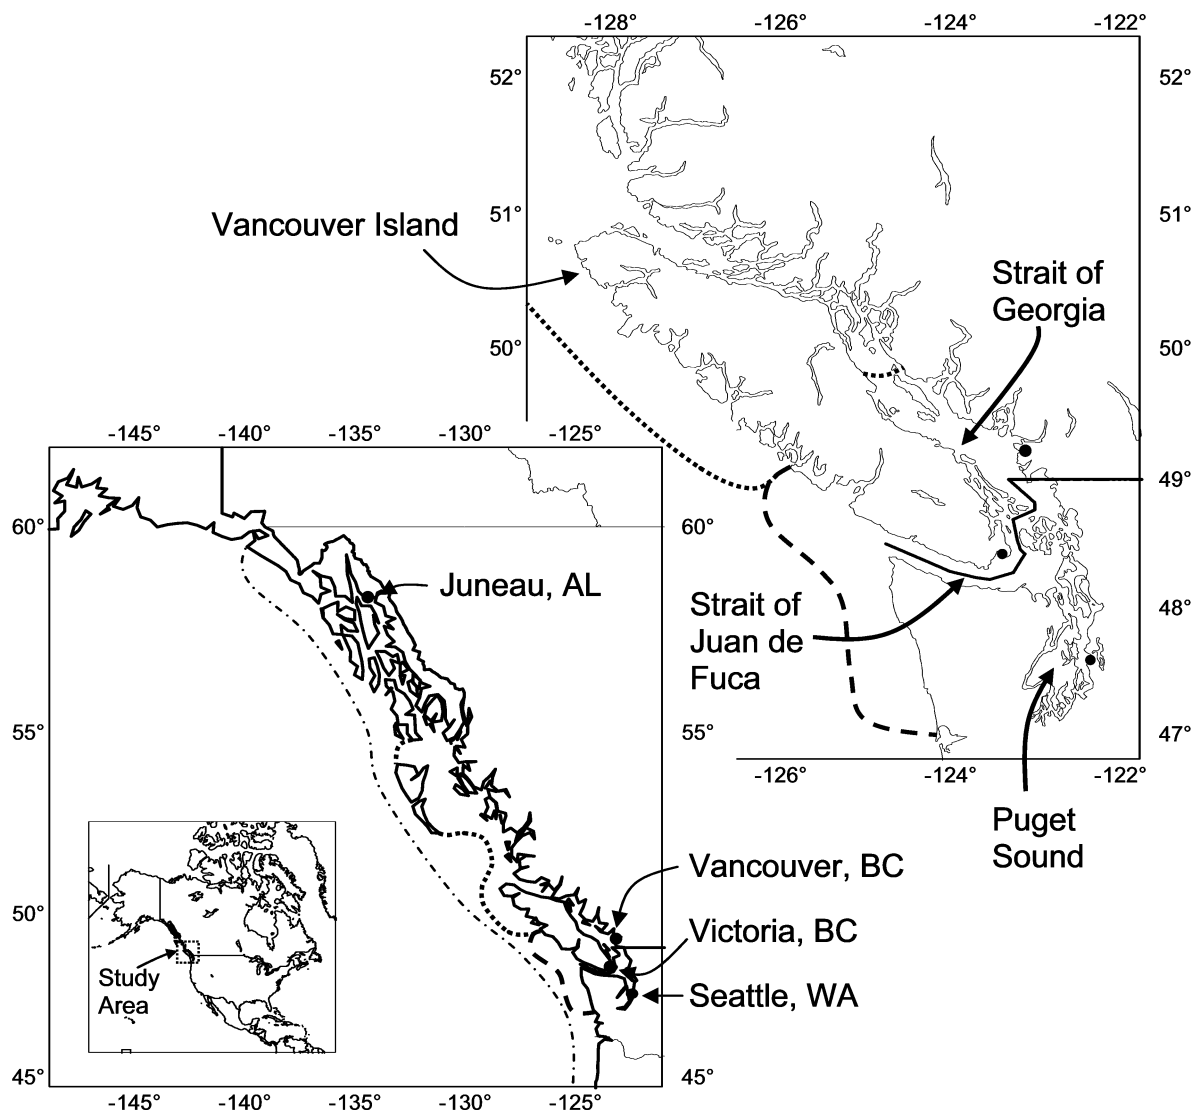 -128° -126° -124° -122°
52° 52°
51° 51°
Vancouver Island
Strait of
Georgia
50° 50°
-145° -140° -135° -130° -125°
49°
60° 60°
Juneau, AL
Strait of
Juan de
Fuca
48°
55° 55°
47°
-126° -124° -122°
Puget
Sound
Vancouver, BC
50°
Victoria, BC
Study
Area
Seattle, WA
45° 45°
-145° -140° -135° -130° -125°